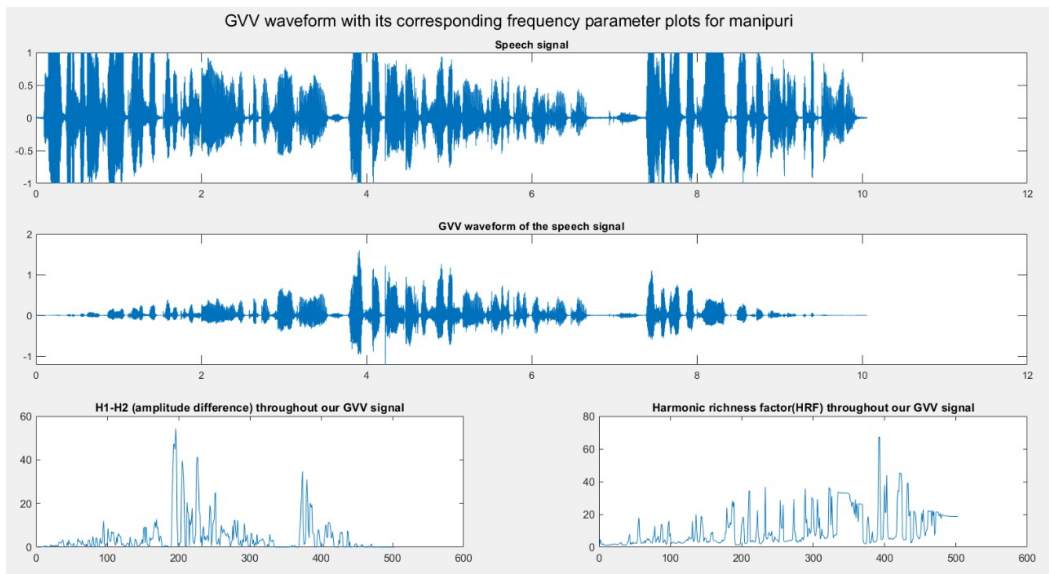 GVV waveform with its corresponding frequency parameter plots for manipuri
Speech signal
1
0.5
0
-0.5
-1
0 2 4 6 8 10 12
GVV waveform of the speech signal
2
1
0
-1
0 2 4 6 8 10 12
H1-H2 (amplitude difference) throughout our GVV signal
60
40
20
0
0 100 200 300 400 500 600
Harmonic richness factor(HRF) throughout our GVV signal
80
60
40
20
0
0 100 200 300 400 500 600